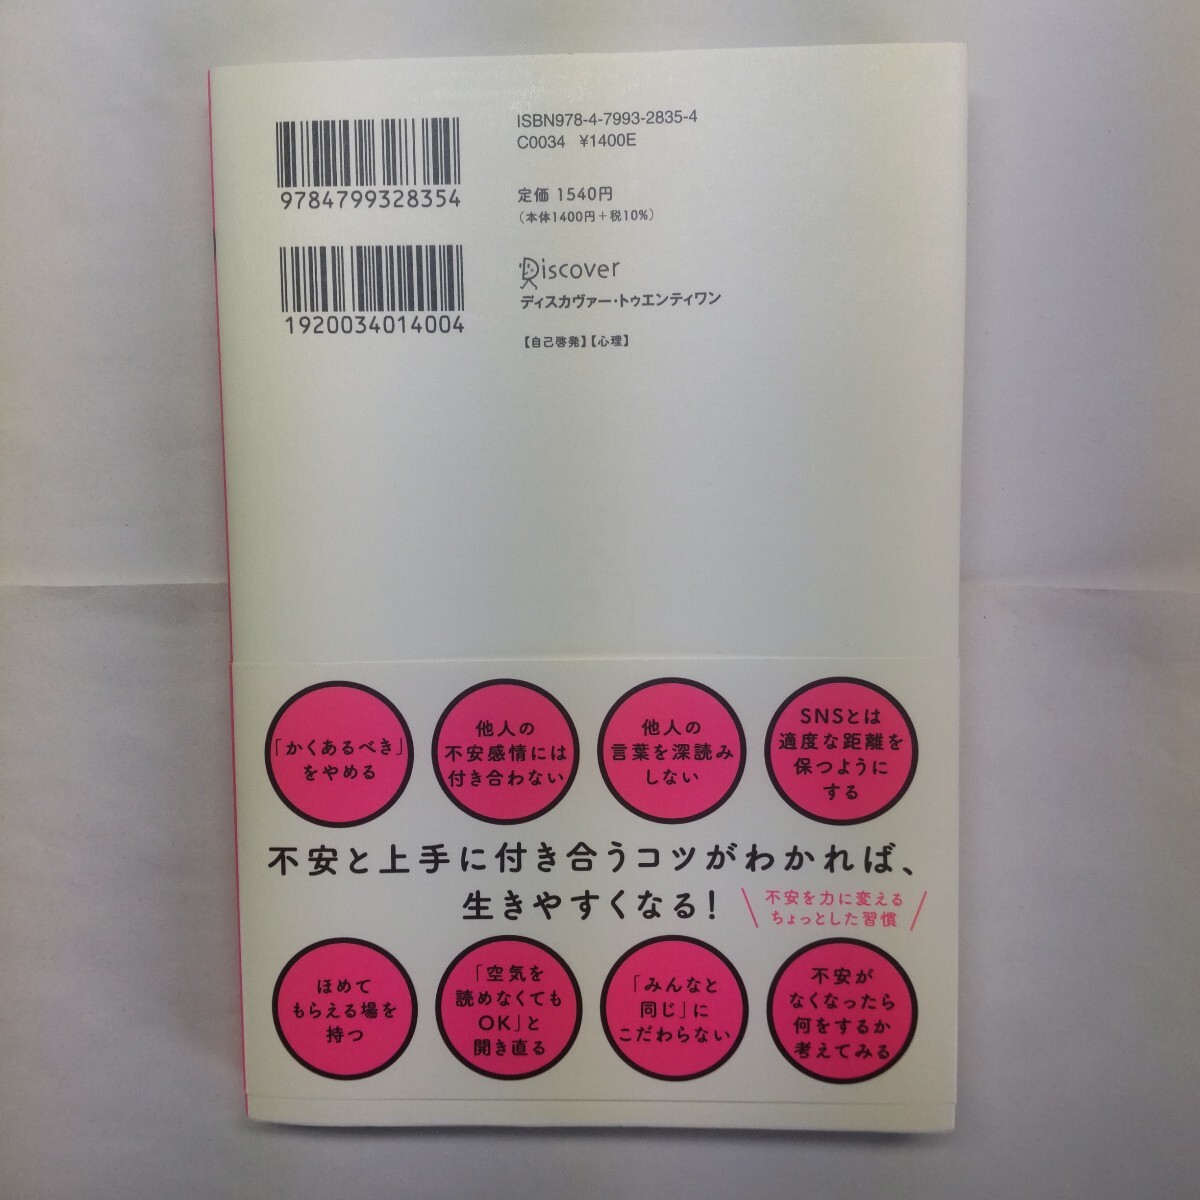 ISBN978-4-7993-2835-4
C0034 ¥1400E
9784799328354
定価 1540円
(本体1400円+税10%)
Discover
ディスカヴァー・トゥエンティワン
1920034014004
【自己啓発】【心理】
「かくあるべき」
をやめる
他人の
不安感情には
付き合わない
他人の
言葉を深読み
しない
SNSとは
適度な距離を
保つように
する
不安と上手に付き合うコツがわかれば、
生きやすくなる!
不安を力に変える
ちょっとした習慣
ほめて
もらえる場を
持つ
「空気を
読めなくても
OK」と
開き直る
「みんなと
同じ」に
こだわらない
不安が
なくなったら
何をするか
考えてみる